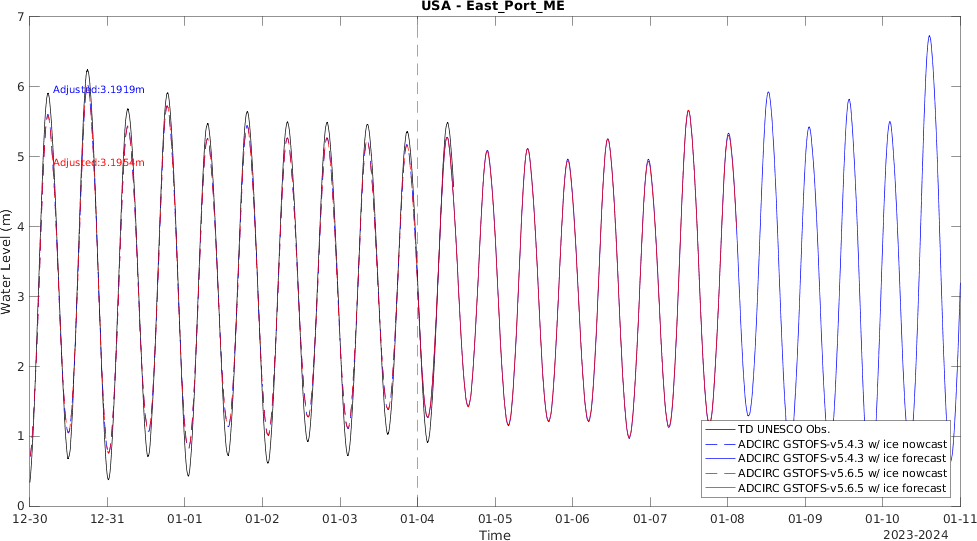 USA - East_Port_ME
7
6
5
4
3
2
1
0
Water Level (m)
Adjusted:3.1919m
Adjusted:3.1954m
TD UNESCO Obs.
ADCIRC GSTOFS-v5.4.3 w/ ice nowcast
ADCIRC GSTOFS-v5.4.3 w/ ice forecast
ADCIRC GSTOFS-v5.6.5 w/ ice nowcast
ADCIRC GSTOFS-v5.6.5 w/ ice forecast
12-30 12-31 01-01 01-02 01-03 01-04 01-05 01-06 01-07 01-08 01-09 01-10 01-11
Time
2023-2024